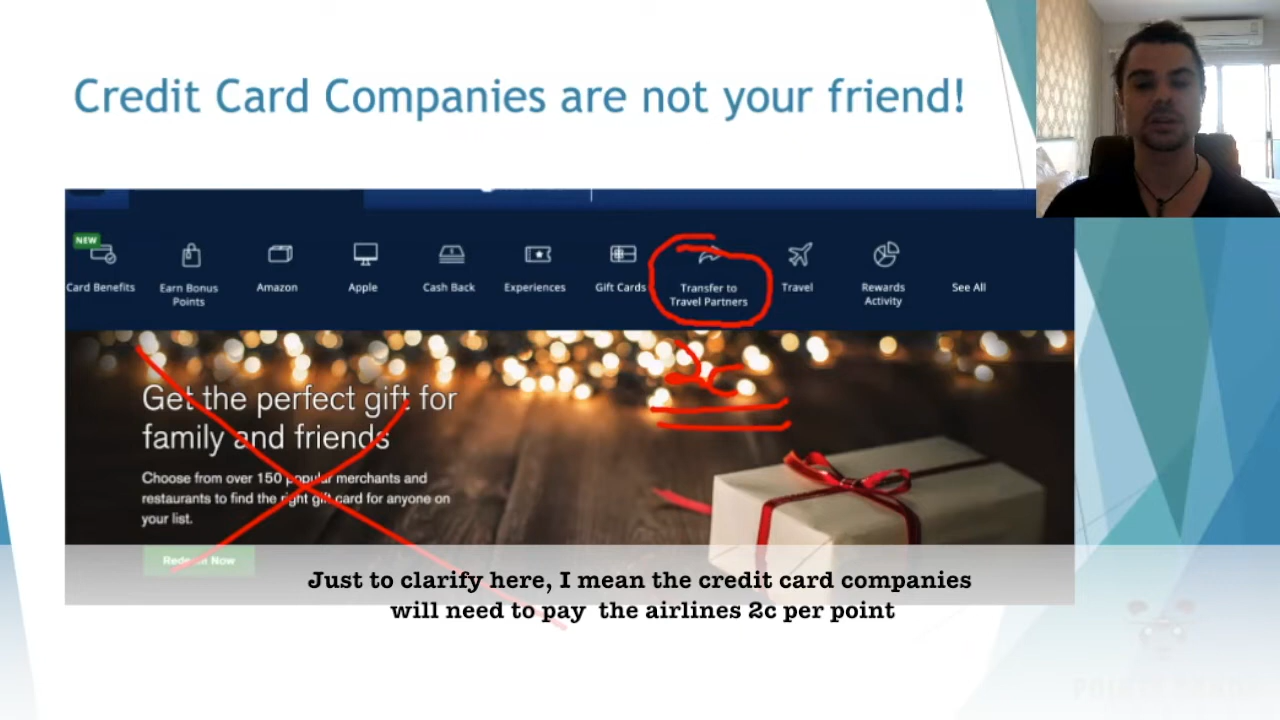 Credit Card Companies are not your friend!
NEW
Card Benefits
Earn Bonus
Points
Amazon
Apple
Cash Back
Experiences
Gift Cards
Transfer to
Travel Partners
Travel
Rewards
Activity
See All
2c
Get the perfect gift for
family and friends
Choose from over 150 popular merchants and
restaurants to find the right gift card for anyone on
your list.
Redeem Now
Just to clarify here, I mean the credit card companies
will need to pay the airlines 2c per point